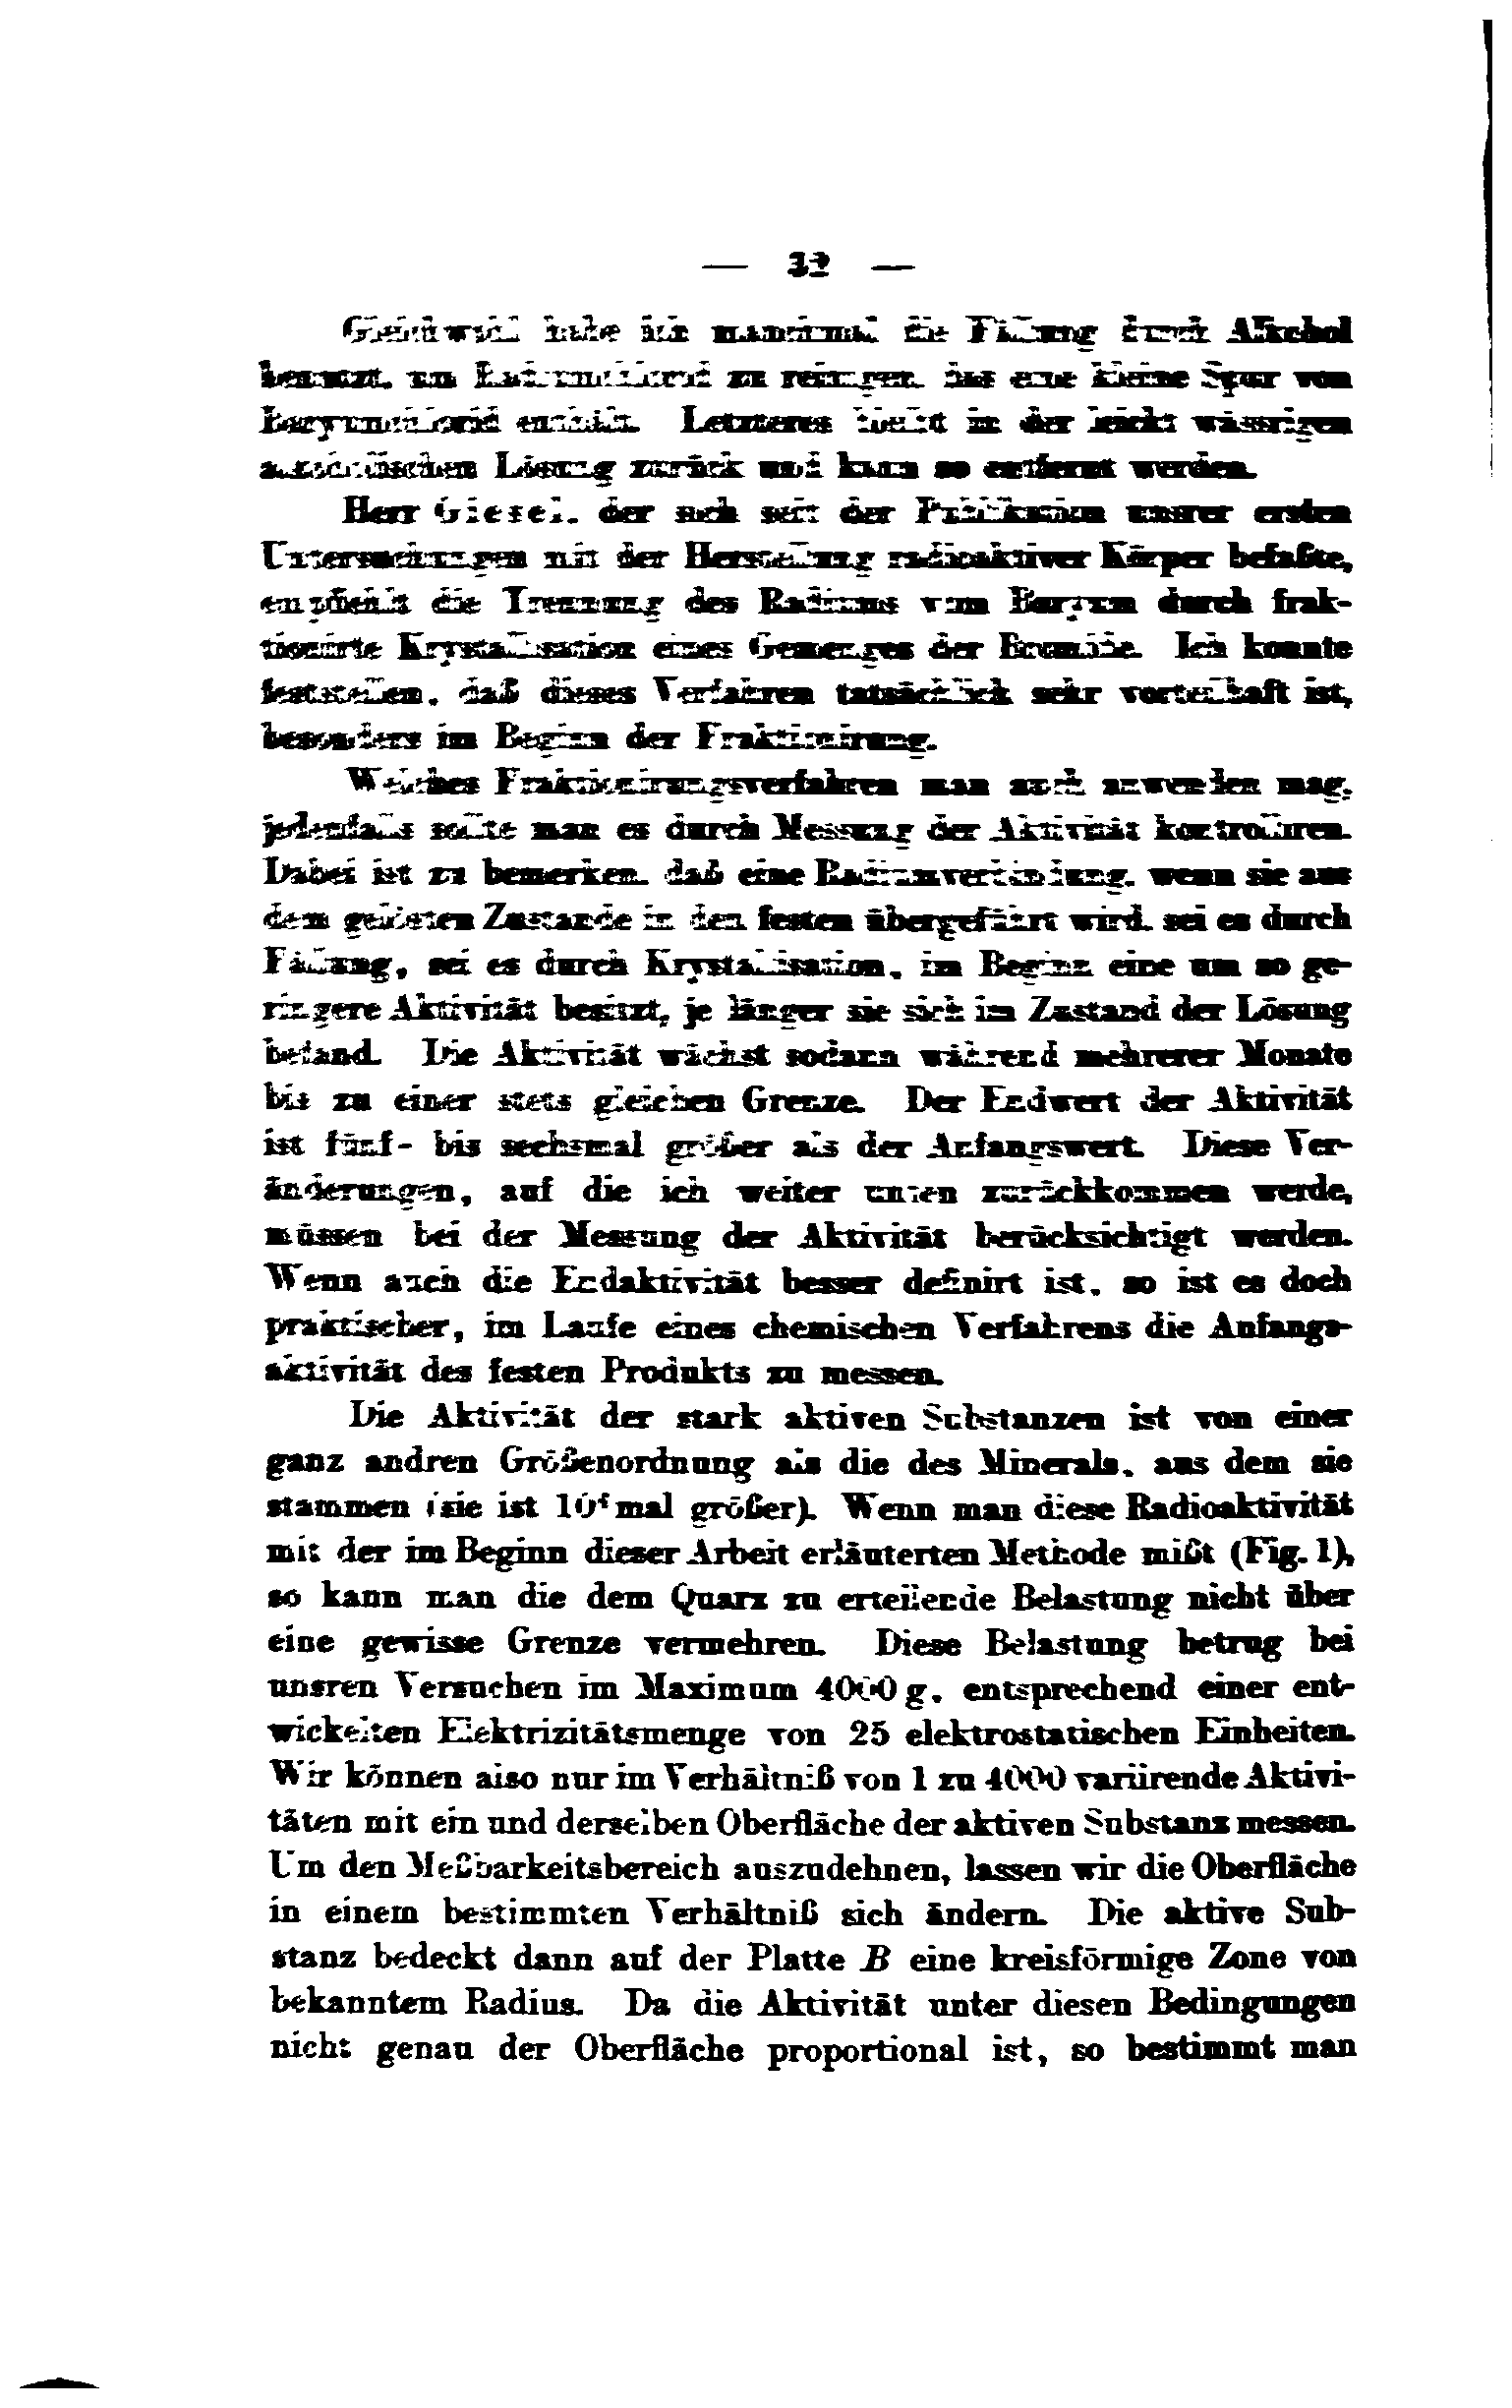 — 32 —
Gleichwohl habe ich manchmal die Fällung durch Alkohol
benutzt, um Radiumchlorid zu reinigen, das eine kleine Spur von
Baryumchlorid enthält. Letzteres bleibt in der leicht wässrigen
alkoholischen Lösung zurück und kann so entfernt werden.
Herr Giesel, der sich seit der Publikation unsrer ersten
Untersuchungen mit der Herstellung radioaktiver Körper befaßte,
empfiehlt die Trennung des Radiums vom Baryum durch frak-
tionirte Krystallisation eines Gemenges der Bromide. Ich konnte
feststellen, daß dieses Verfahren tatsächlich sehr vorteilhaft ist,
besonders im Beginn der Fraktionirung.
Welches Fraktionirungsverfahren man auch anwenden mag,
jedenfalls sollte man es durch Messung der Aktivität kontrolliren.
Dabei ist zu bemerken, daß eine Radiumverbindung, wenn sie aus
dem gelösten Zustande in den festen übergeführt wird, sei es durch
Fällung, sei es durch Krystallisation, im Beginn eine um so ge-
ringere Aktivität besitzt, je länger sie sich im Zustand der Lösung
befand. Die Aktivität wächst sodann während mehrerer Monate
bis zu einer stets gleichen Grenze. Der Endwert der Aktivität
ist fünf- bis sechsmal größer als der Anfangswert. Diese Ver-
änderungen, auf die ich weiter unten zurückkommen werde,
müssen bei der Messung der Aktivität berücksichtigt werden.
Wenn auch die Endaktivität besser definirt ist, so ist es doch
praktischer, im Laufe eines chemischen Verfahrens die Anfangs-
aktivität des festen Produkts zu messen.
Die Aktivität der stark aktiven Substanzen ist von einer
ganz andren Größenordnung als die des Minerals, aus dem sie
stammen (sie ist mal größer). Wenn man diese Radioaktivität
mit der im Beginn dieser Arbeit erläuterten Methode mißt (Fig. 1),
so kann man die dem Quarz zu erteilende Belastung nicht über
eine gewisse Grenze vermehren. Diese Belastung betrug bei
unsren Versuchen im Maximum 4000 g, entsprechend einer ent-
wickelten Elektrizitätsmenge von 25 elektrostatischen Einheiten.
Wir können also nur im Verhältniß von 1 zu 4000 variirende Aktivi-
täten mit ein und derselben Oberfläche der aktiven Substanz messen.
Um den Meßbarkeitsbereich auszudehnen, lassen wir die Oberfläche
in einem bestimmten Verhältniß sich ändern. Die aktive Sub-
stanz bedeckt dann auf der Platte B eine kreisförmige Zone von
bekanntem Radius. Da die Aktivität unter diesen Bedingungen
nicht genau der Oberfläche proportional ist, so bestimmt man